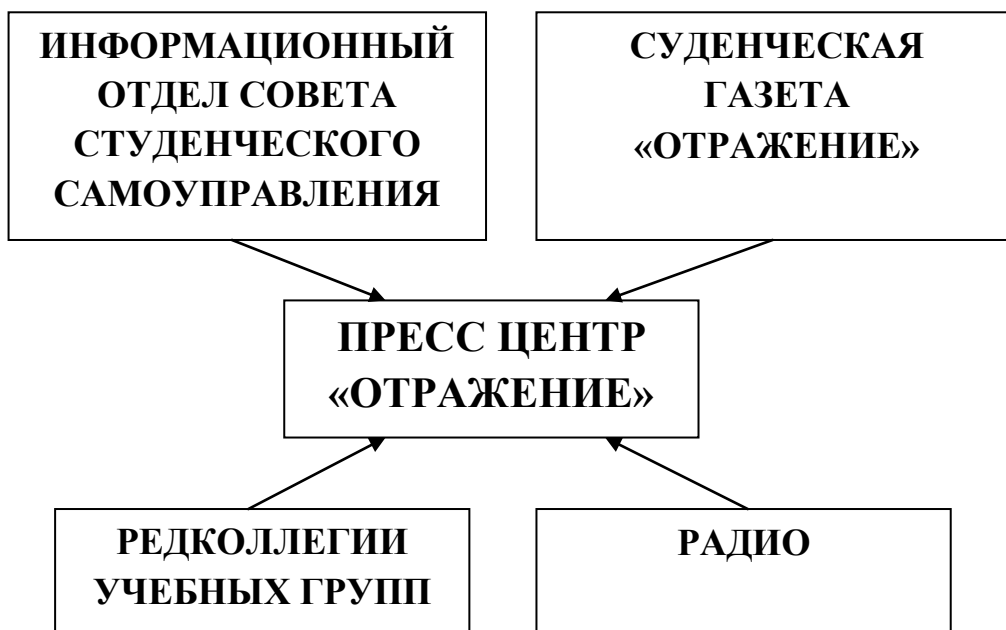 ИНФОРМАЦИОННЫЙ
ОТДЕЛ СОВЕТА
СТУДЕНЧЕСКОГО
САМОУПРАВЛЕНИЯ
СУДЕНЧЕСКАЯ
ГАЗЕТА
«ОТРАЖЕНИЕ»
ПРЕСС ЦЕНТР
«ОТРАЖЕНИЕ»
РЕДКОЛЛЕГИИ
УЧЕБНЫХ ГРУПП
РАДИО